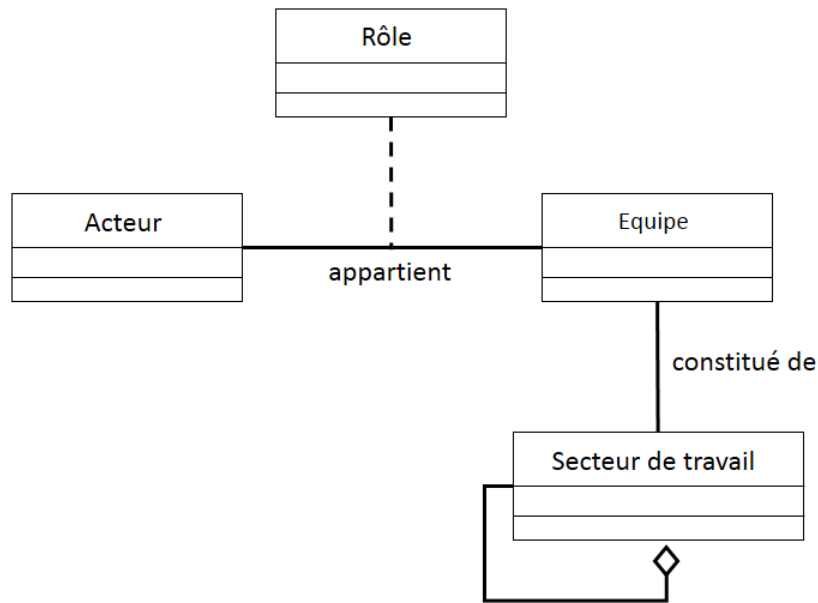 Rôle
Acteur
Equipe
appartient
constitué de
Secteur de travail